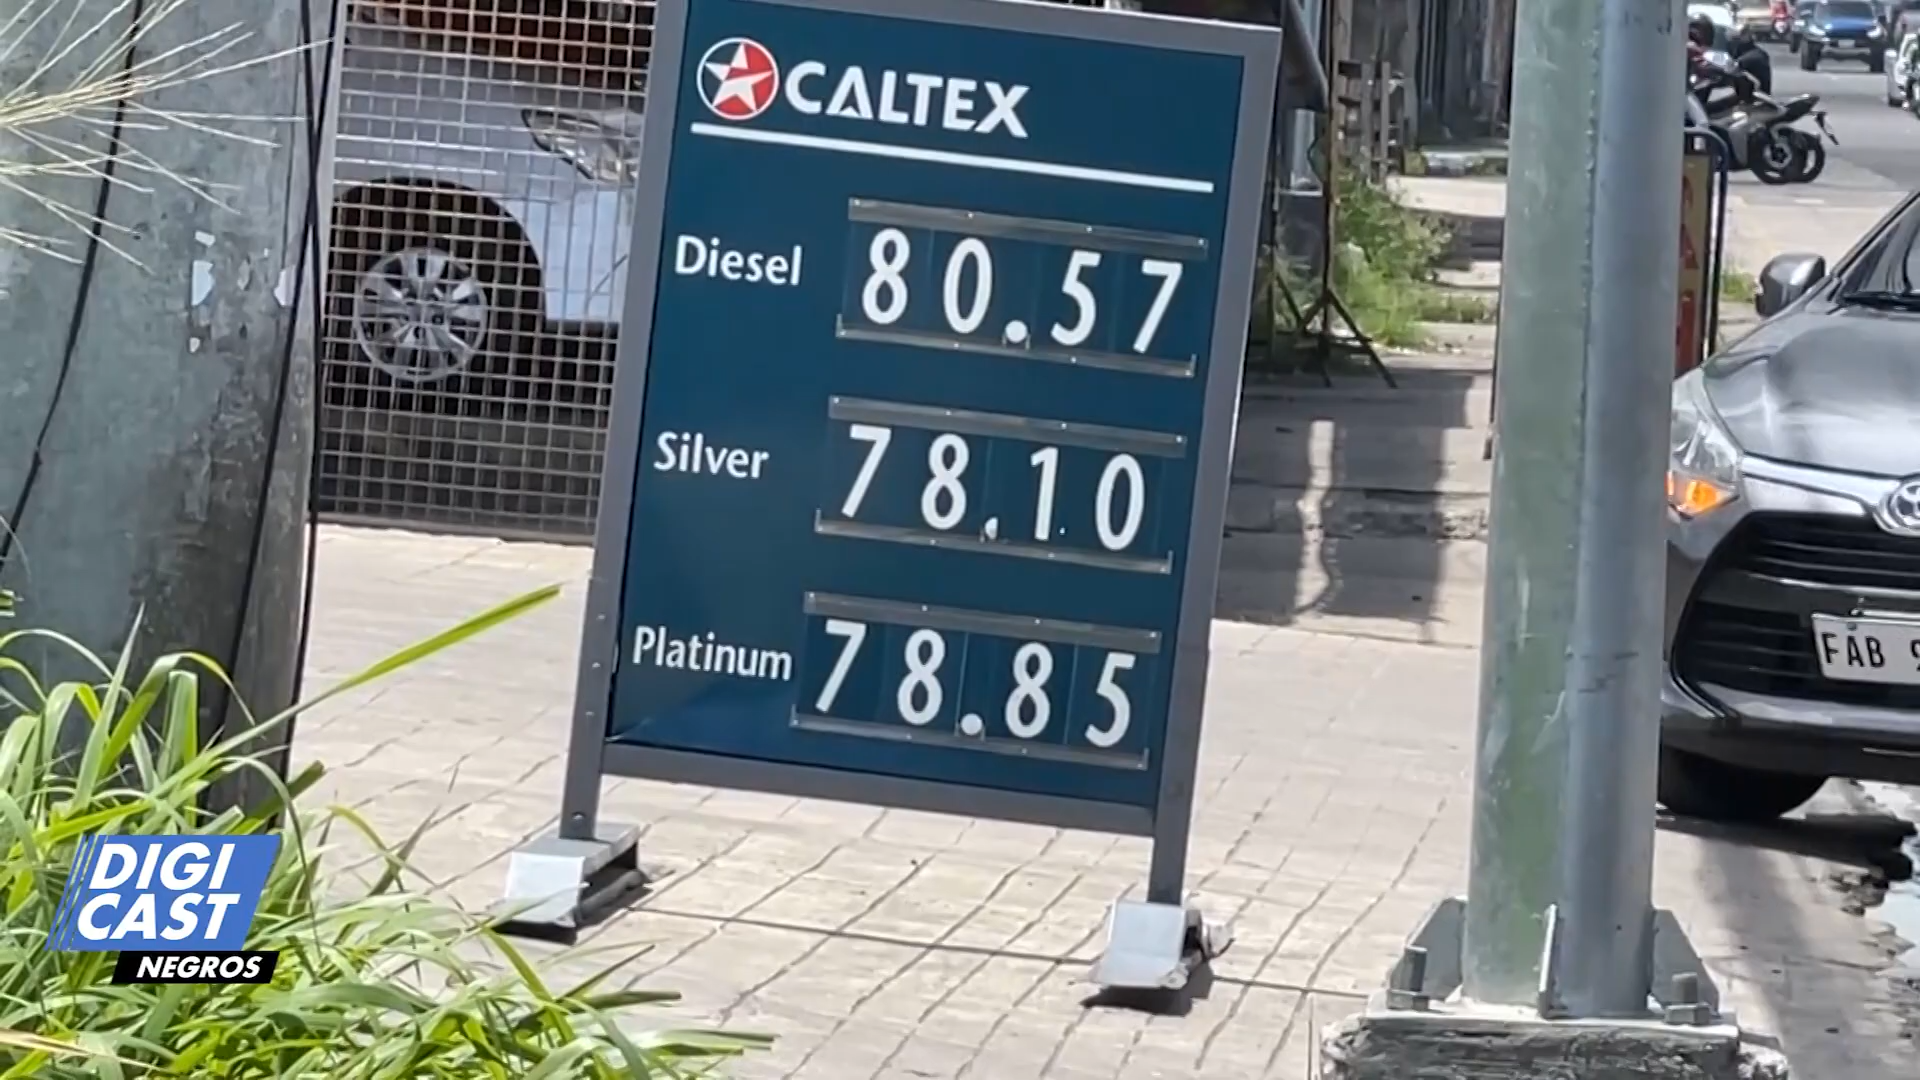 CALTEX
Diesel 80.57
Silver 78.10
Platinum 78.85
FAB
DIGI
CAST
NEGROS